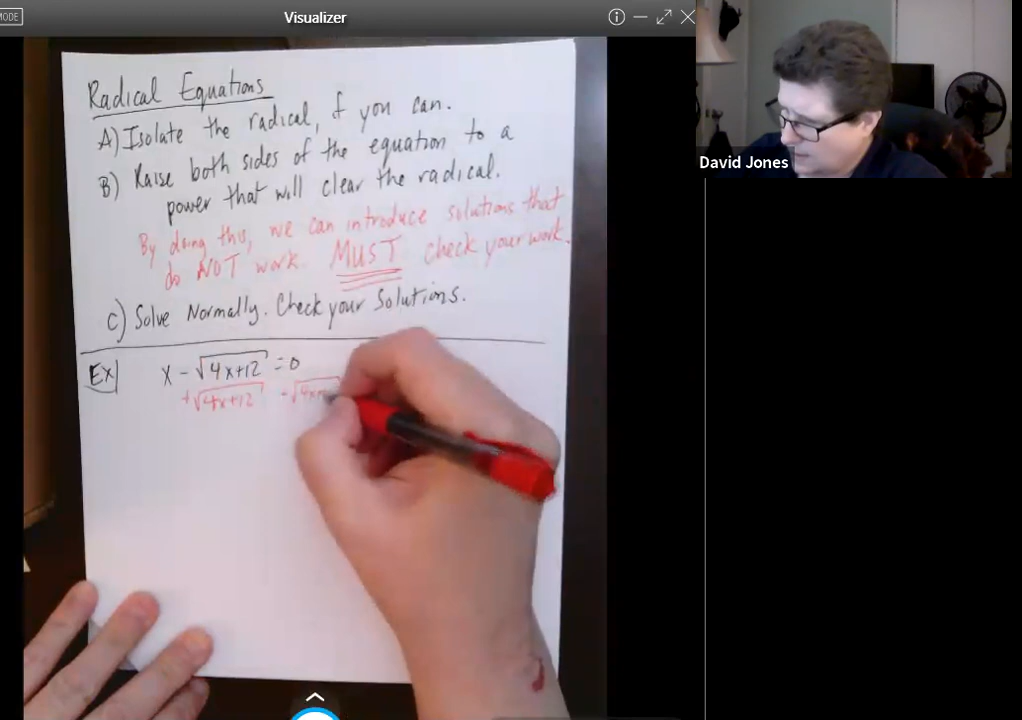 MODE
Visualizer
David Jones
Radical Equations
A) Isolate the radical, if you can.
B) Raise both sides of the equation to a
power that will clear the radical.
By doing this, we can introduce solutions that
do NOT work. MUST check your work.
C) Solve Normally. Check your Solutions.
Ex x - √4x+12 = 0
+√4x+12